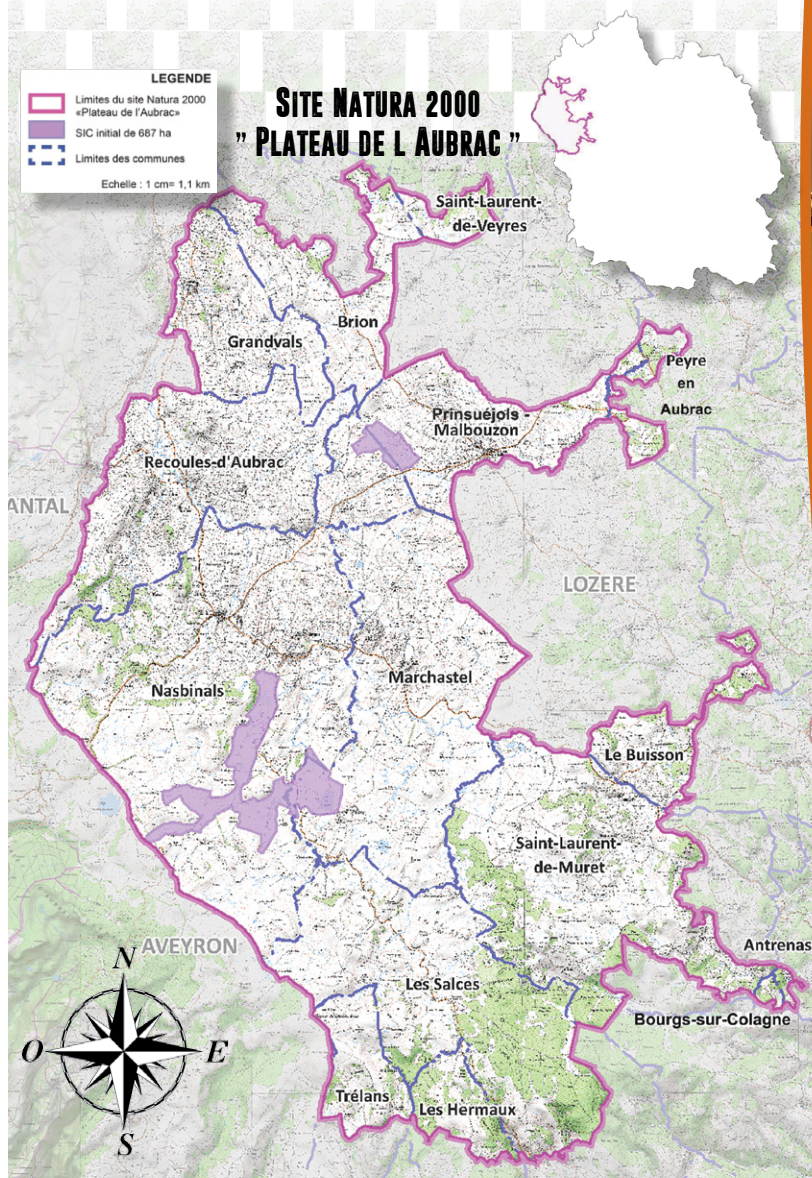 LEGENDE
Limites du site Natura 2000
«Plateau de l'Aubrac»
SIC initial de 687 ha
Limites des communes
Echelle : 1 cm= 1,1 km
SITE NATURA 2000
" PLATEAU DE L AUBRAC "
Saint-Laurent-
de-Veyres
Brion
Grandvals
Peyre
en
Aubrac
Prinsuéjols -
Malbouzon
Recoules-d'Aubrac
ANTAL
LOZERE
Marchastel
Nasbinals
Le Buisson
Saint-Laurent-
de-Muret
AVEYRON
Antrenas
Les Salces
Bourgs-sur-Colagne
Trélans
Les Hermaux
N
O
E
S